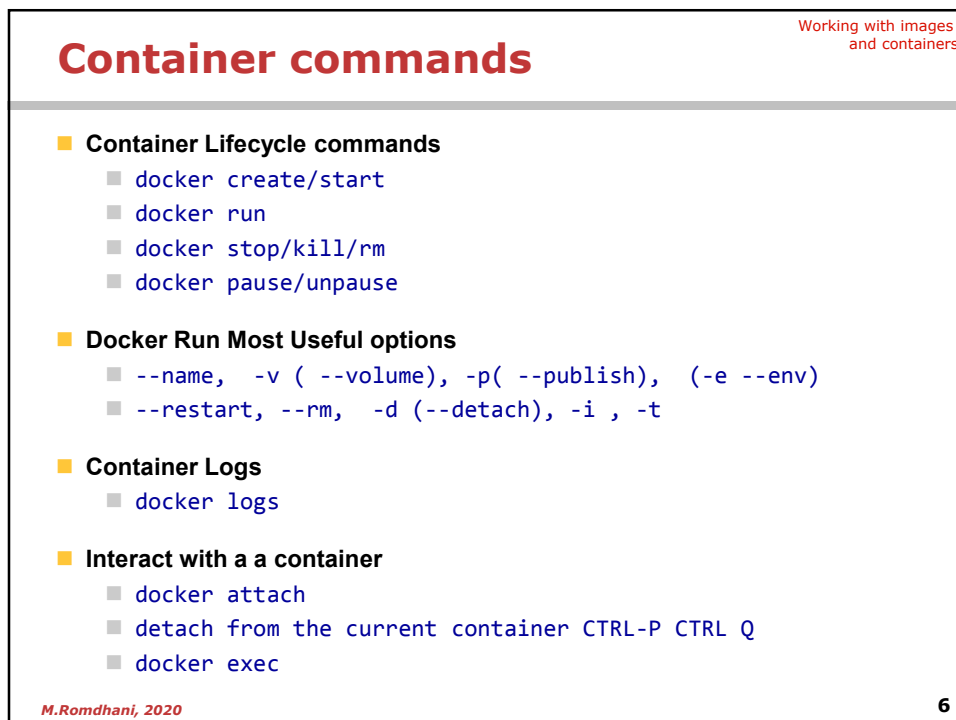 Working with images
and containers
Container commands
Container Lifecycle commands
docker create/start
docker run
docker stop/kill/rm
docker pause/unpause
Docker Run Most Useful options
--name, -v ( --volume), -p( --publish), (-e --env)
--restart, --rm, -d (--detach), -i , -t
Container Logs
docker logs
Interact with a a container
docker attach
detach from the current container CTRL-P CTRL Q
docker exec
M.Romdhani, 2020
6